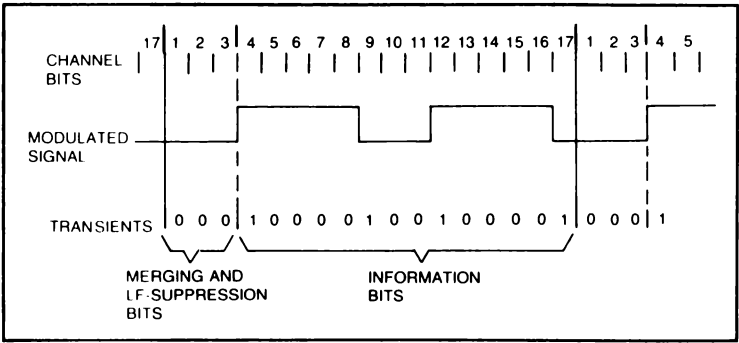 17 1 2 3 4 5 6 7 8 9 10 11 12 13 14 15 16 17 1 2 3 4 5
CHANNEL
BITS
MODULATED
SIGNAL
TRANSIENTS 0 0 0 1 0 0 0 0 1 0 0 1 0 0 0 0 1 0 0 0 1
MERGING AND
LF-SUPPRESSION
BITS
INFORMATION
BITS